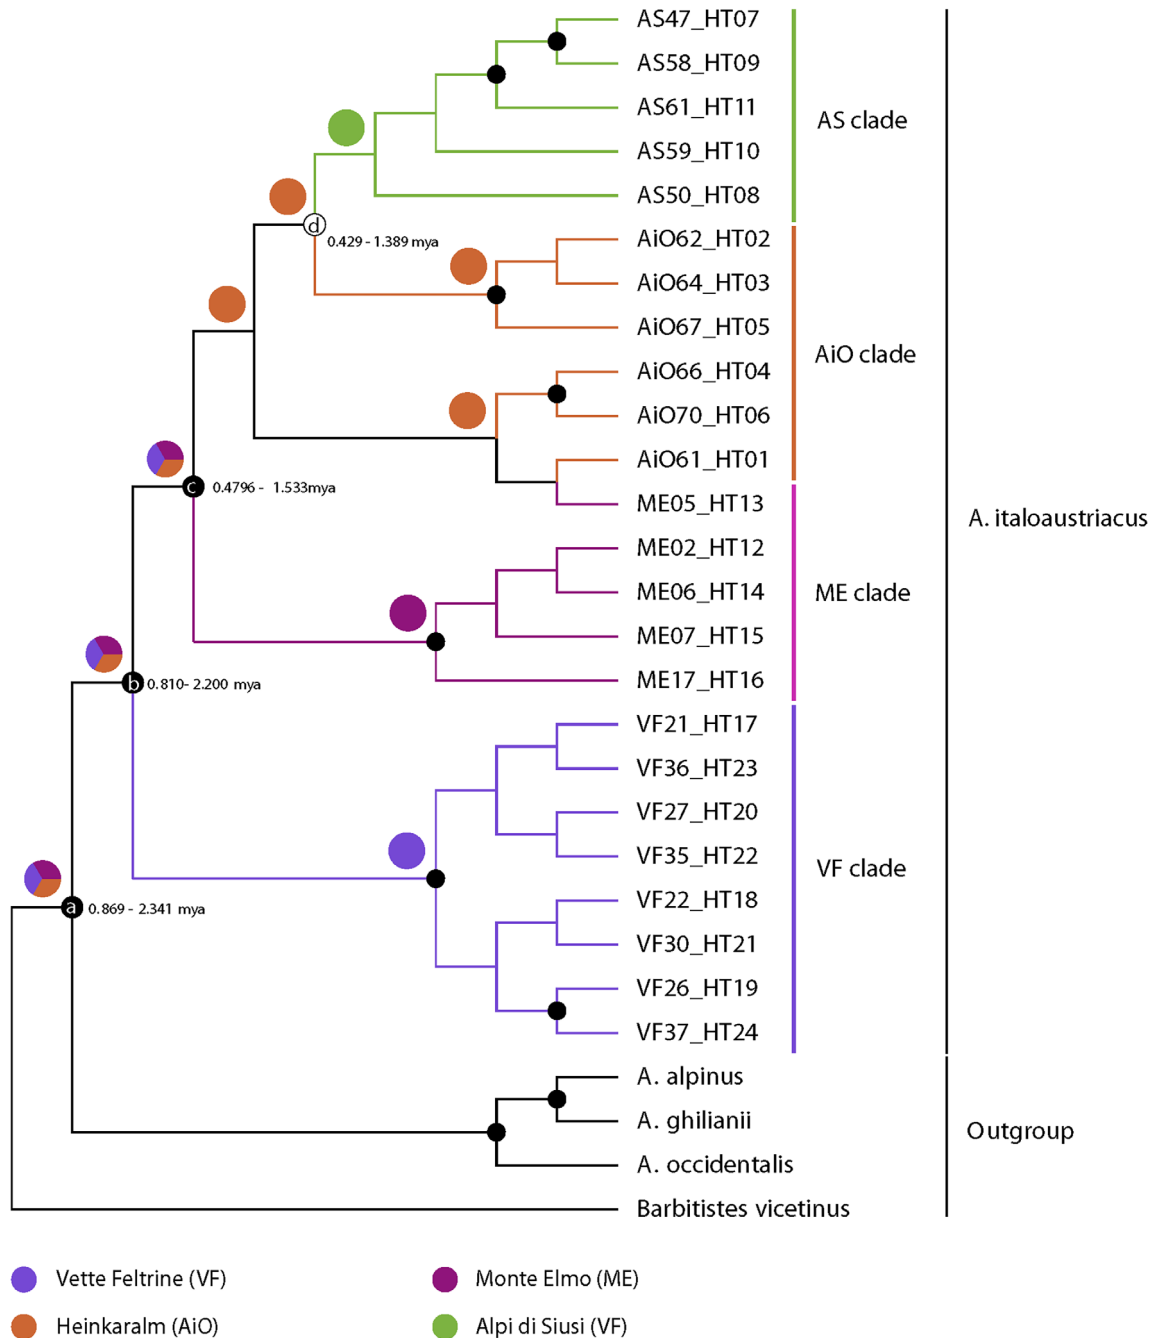 AS47_HT07
AS58_HT09
AS61_HT11
AS clade
AS59_HT10
AS50_HT08
d
0.429 - 1.389 mya
AiO62_HT02
AiO64_HT03
AiO67_HT05
AiO clade
AiO66_HT04
AiO70_HT06
AiO61_HT01
c
0.4796 - 1.533mya
ME05_HT13
A. italoaustriacus
ME02_HT12
ME06_HT14
ME clade
ME07_HT15
ME17_HT16
b
0.810- 2.200 mya
VF21_HT17
VF36_HT23
VF27_HT20
VF35_HT22
VF clade
VF22_HT18
a
0.869 - 2.341 mya
VF30_HT21
VF26_HT19
VF37_HT24
A. alpinus
A. ghilianii
Outgroup
A. occidentalis
Barbitistes vicetinus
Vette Feltrine (VF)
Monte Elmo (ME)
Heinkaralm (AiO)
Alpi di Siusi (VF)